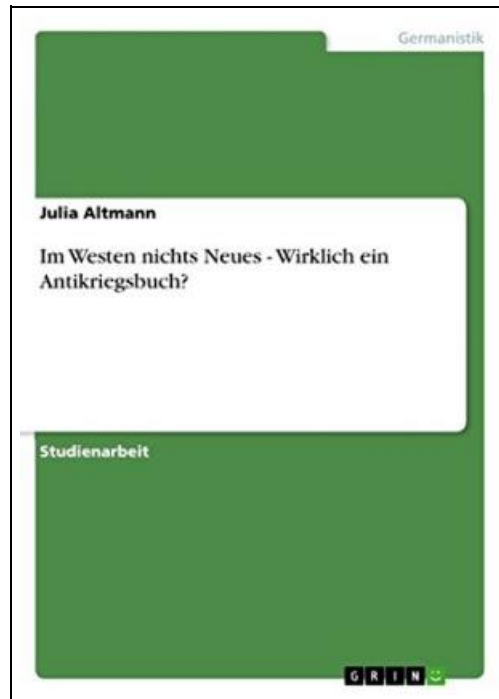 Germanistik
Julia Altmann
Im Westen nichts Neues - Wirklich ein
Antikriegsbuch?
Studienarbeit
GRIN